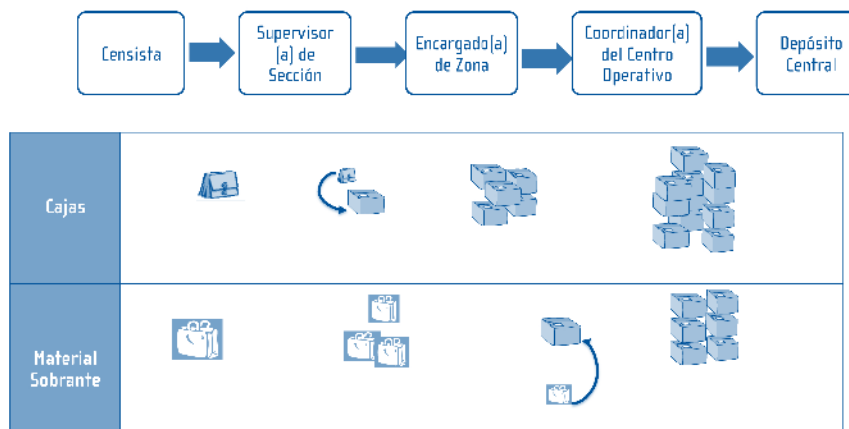 Censista
Supervisor
(a) de
Sección
Encargado(a)
de Zona
Coordinador(a)
del Centro
Operativo
Depósito
Central
Cajas
Material
Sobrante